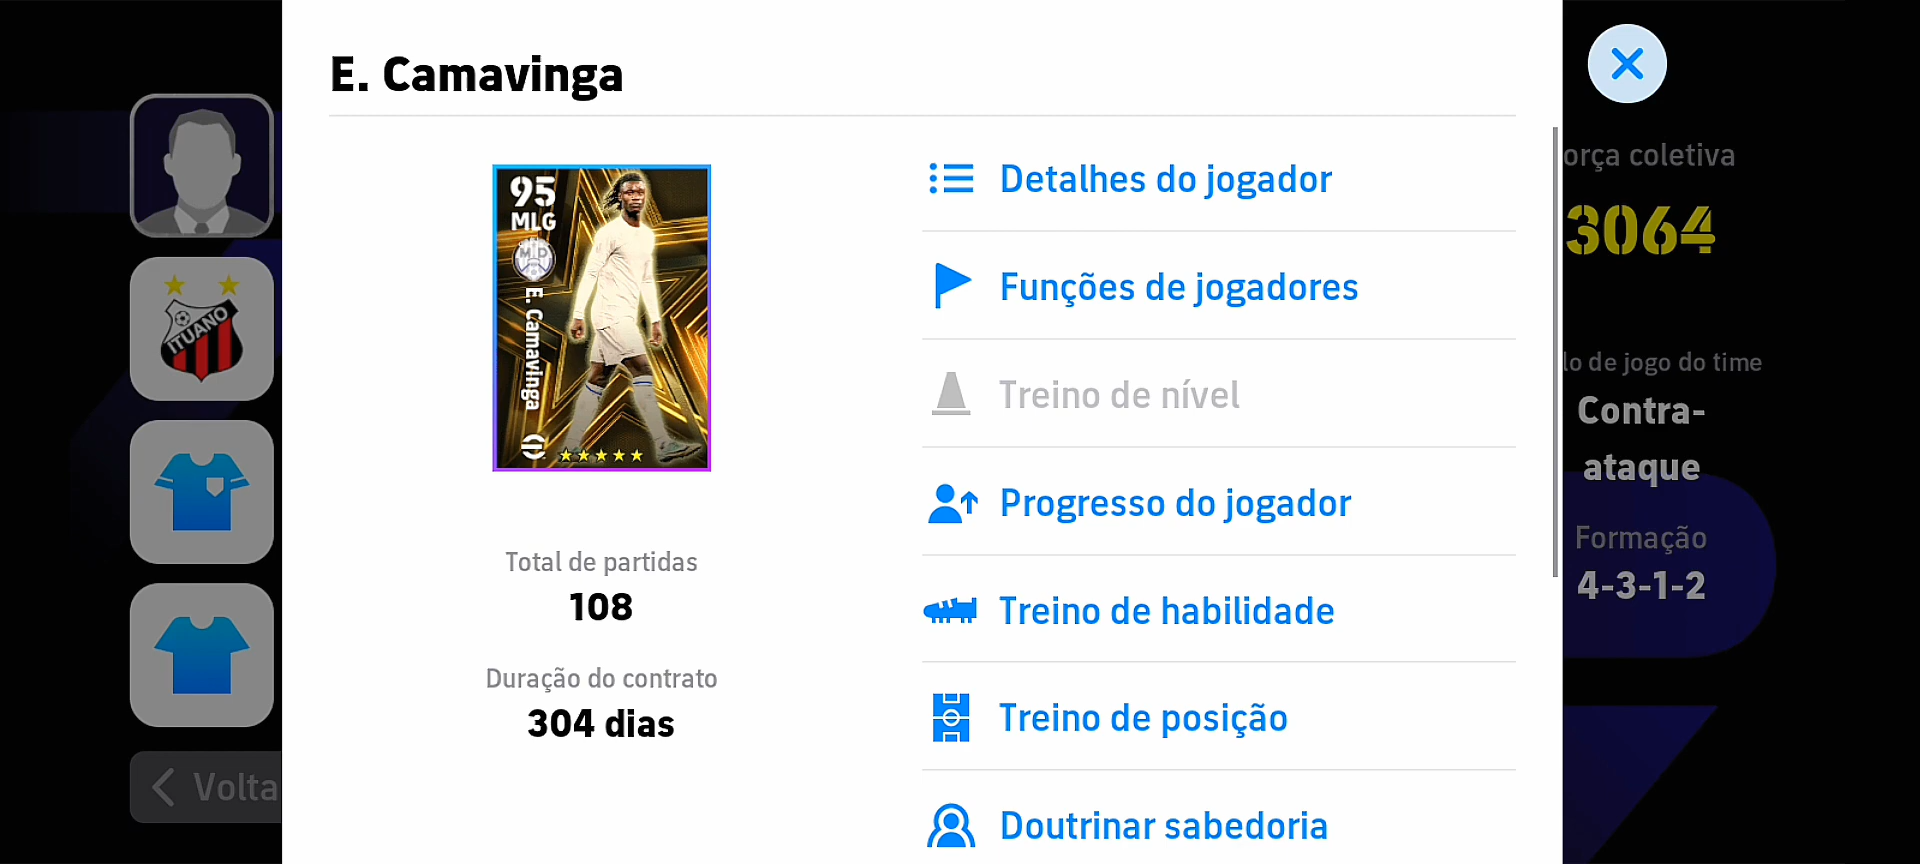 E. Camavinga
95
MLG
MD
E. Camavinga
Total de partidas
108
Duração do contrato
304 dias
Detalhes do jogador
Funções de jogadores
Treino de nível
Progresso do jogador
Treino de habilidade
Treino de posição
Doutrinar sabedoria
ITUANO
Volta
orça coletiva
3064
lo de jogo do time
Contra-
ataque
Formação
4-3-1-2